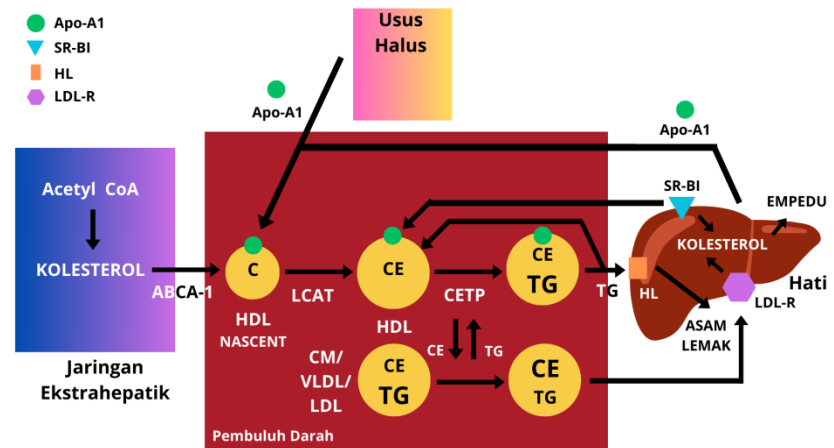 Apo-A1
SR-BI
HL
LDL-R
Usus
Halus
Apo-A1
Apo-A1
Acetyl CoA
KOLESTEROL
ABCA-1
Jaringan
Ekstrahepatik
C
HDL
NASCENT
LCAT
CE
HDL
CETP
CE
TG
TG
CE
TG
CM/
VLDL/
LDL
CE
TG
CE
TG
Pembuluh Darah
SR-BI
EMPEDU
KOLESTEROL
Hati
HL
LDL-R
ASAM
LEMAK